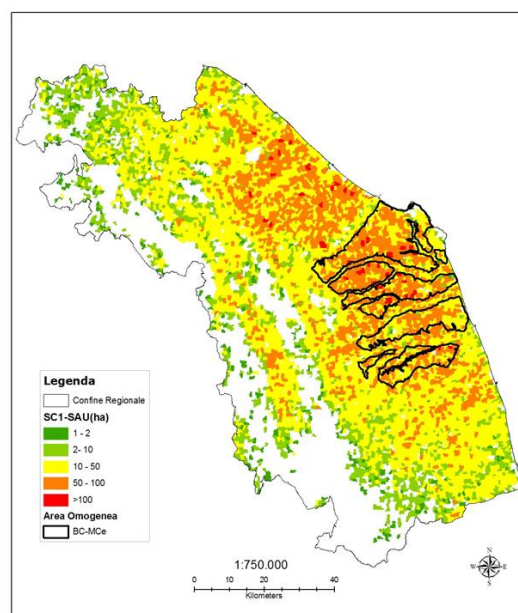 Legenda
Confine Regionale
SC1-SAU(ha)
1 - 2
2- 10
10 - 50
50 - 100
>100
Area Omogenea
BC-MCe
1:750.000
0 10 20 40
Kilometers
N
W E
S